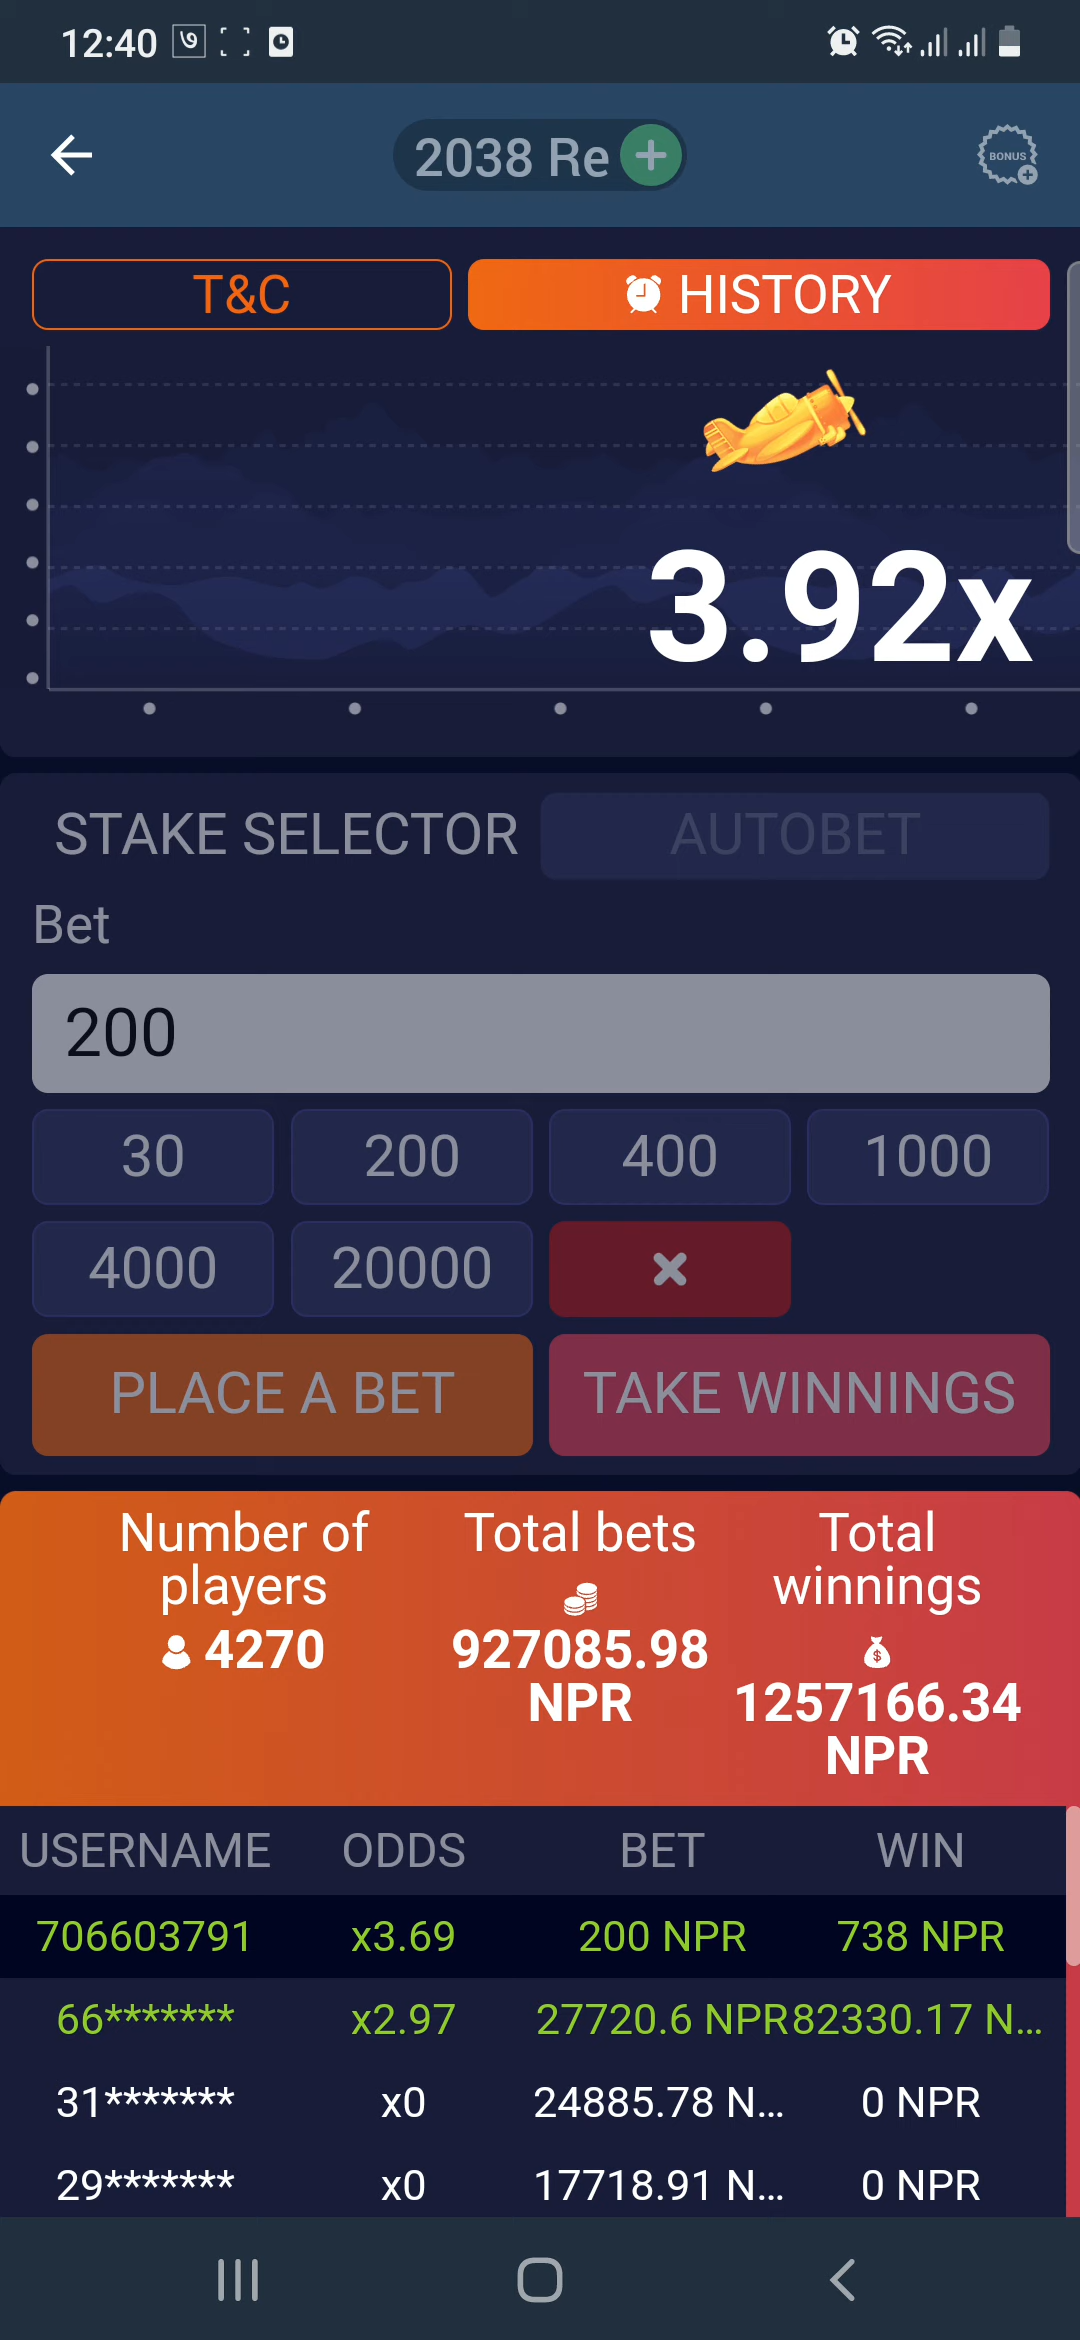 12:40
2038 Re
BONUS
T&C
HISTORY
3.92x
STAKE SELECTOR
AUTOBET
Bet
200
30
200
400
1000
4000
20000
PLACE A BET
TAKE WINNINGS
Number of
players
4270
Total bets
927085.98
NPR
Total
winnings
1257166.34
NPR
USERNAME ODDS BET WIN
706603791 x3.69 200 NPR 738 NPR
66******* x2.97 27720.6 NPR 82330.17 N...
31******* x0 24885.78 N... 0 NPR
29******* x0 17718.91 N... 0 NPR